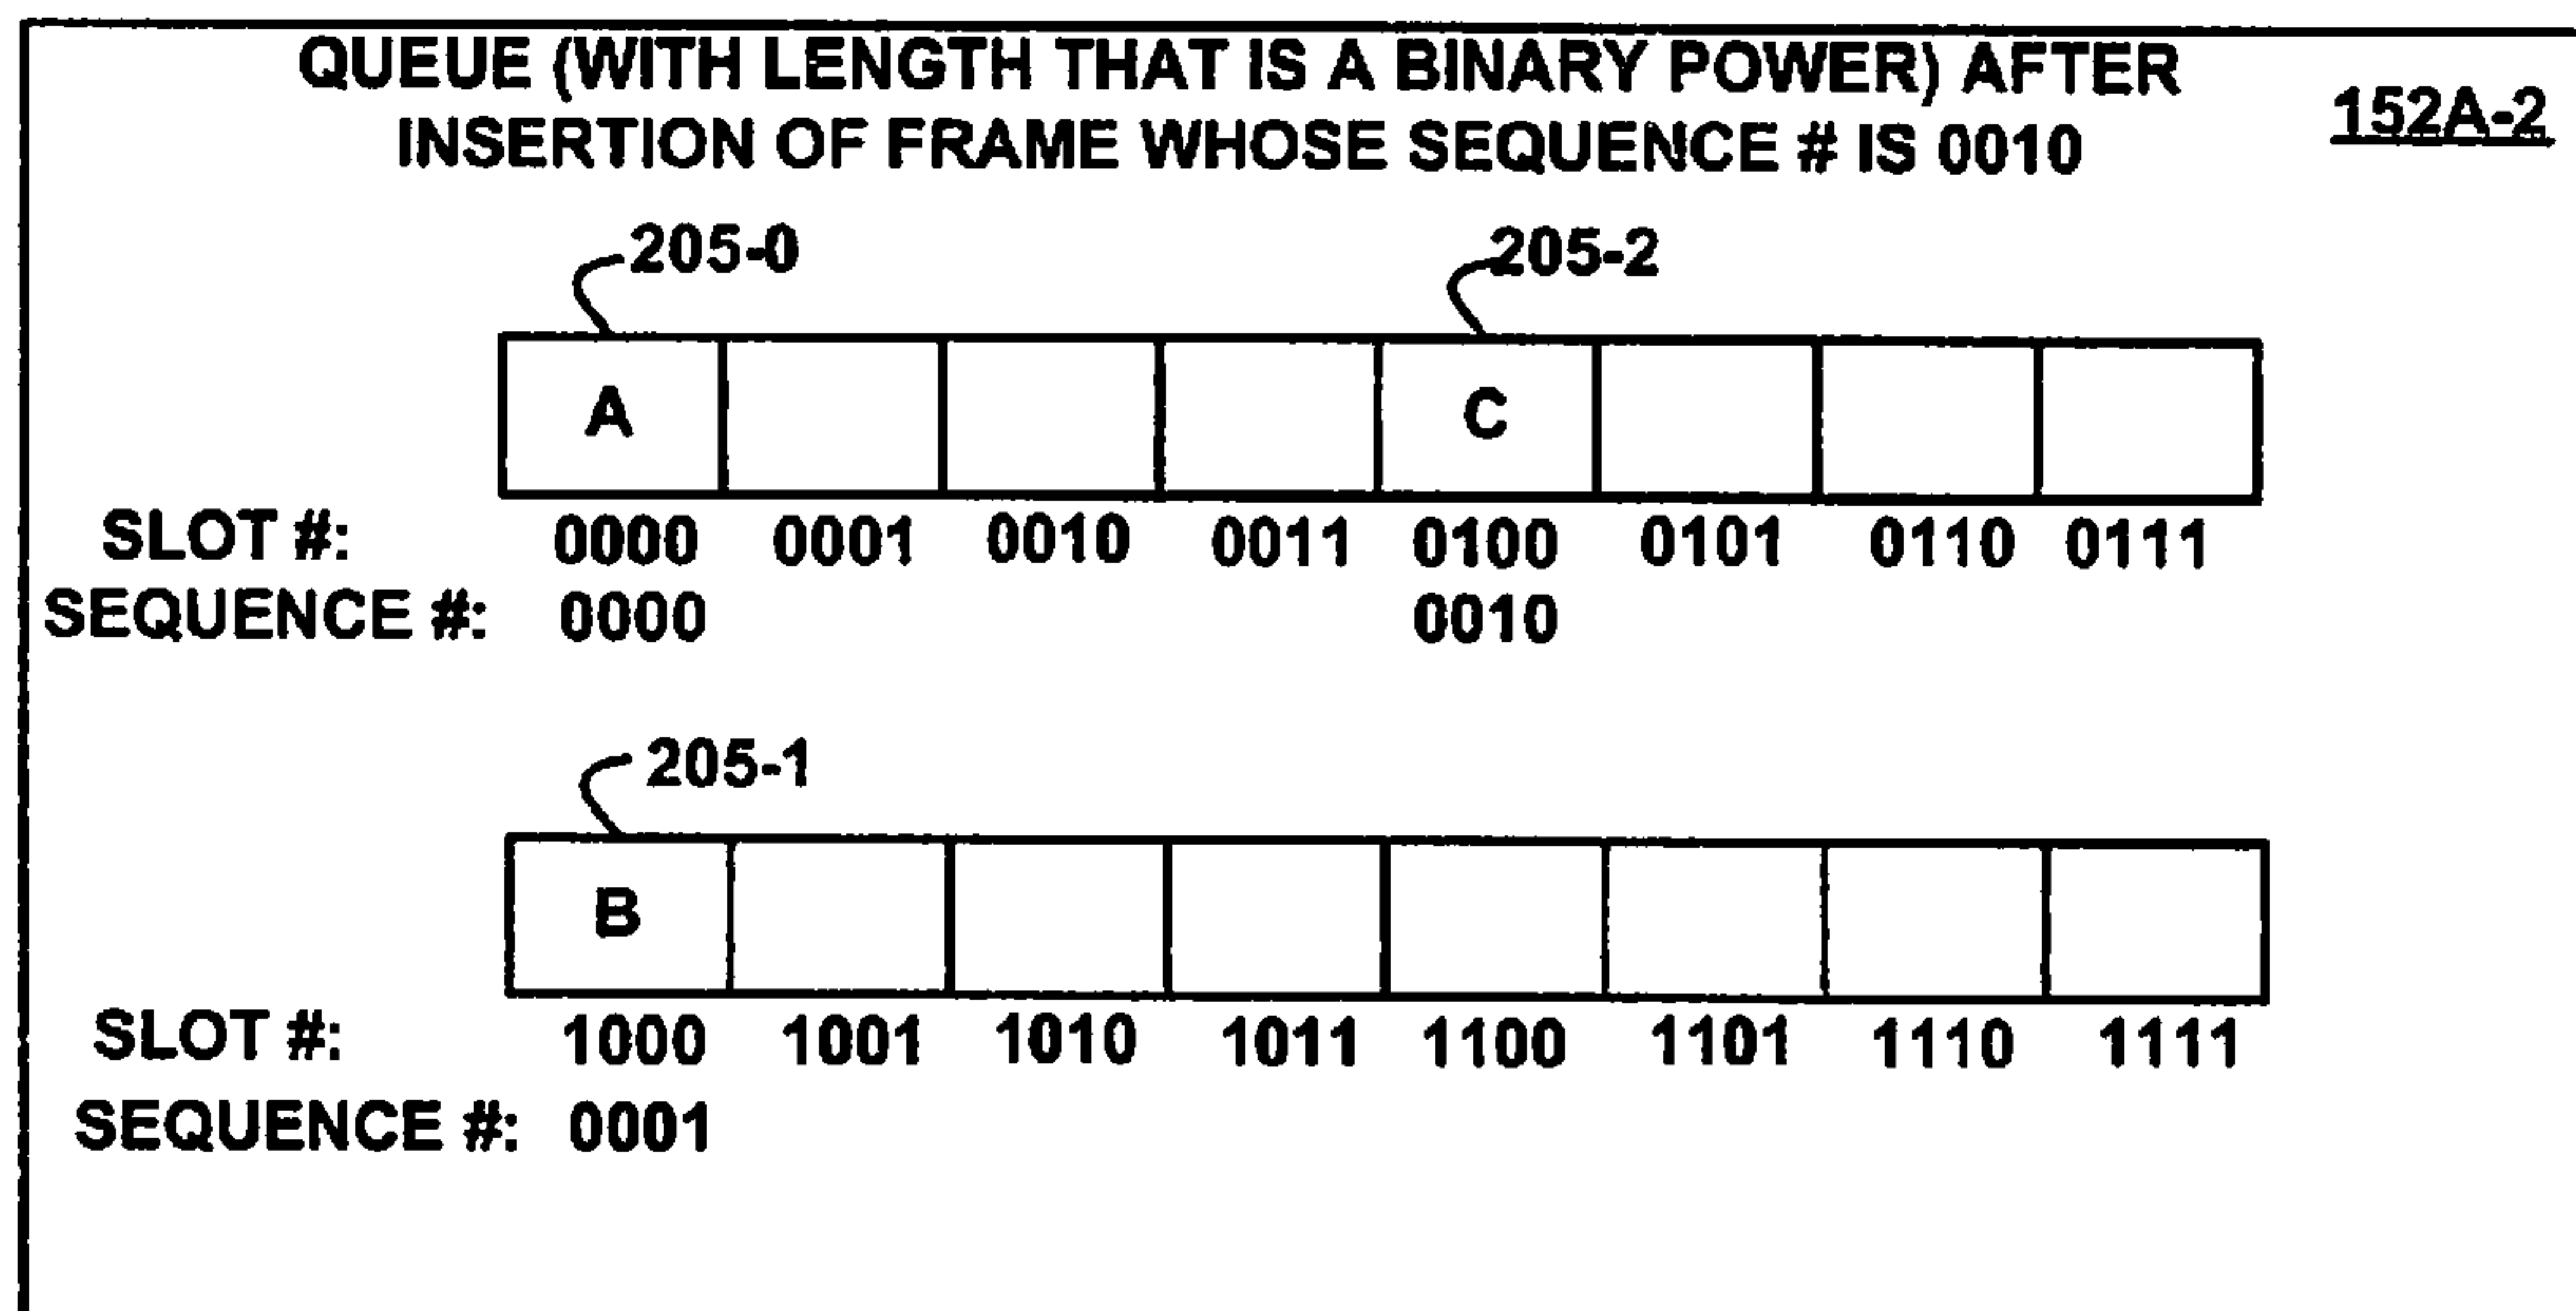 QUEUE (WITH LENGTH THAT IS A BINARY POWER) AFTER
INSERTION OF FRAME WHOSE SEQUENCE # IS 0010
152A-2
205-0 205-2
A C
SLOT #: 0000 0001 0010 0011 0100 0101 0110 0111
SEQUENCE #: 0000 0010
205-1
B
SLOT #: 1000 1001 1010 1011 1100 1101 1110 1111
SEQUENCE #: 0001